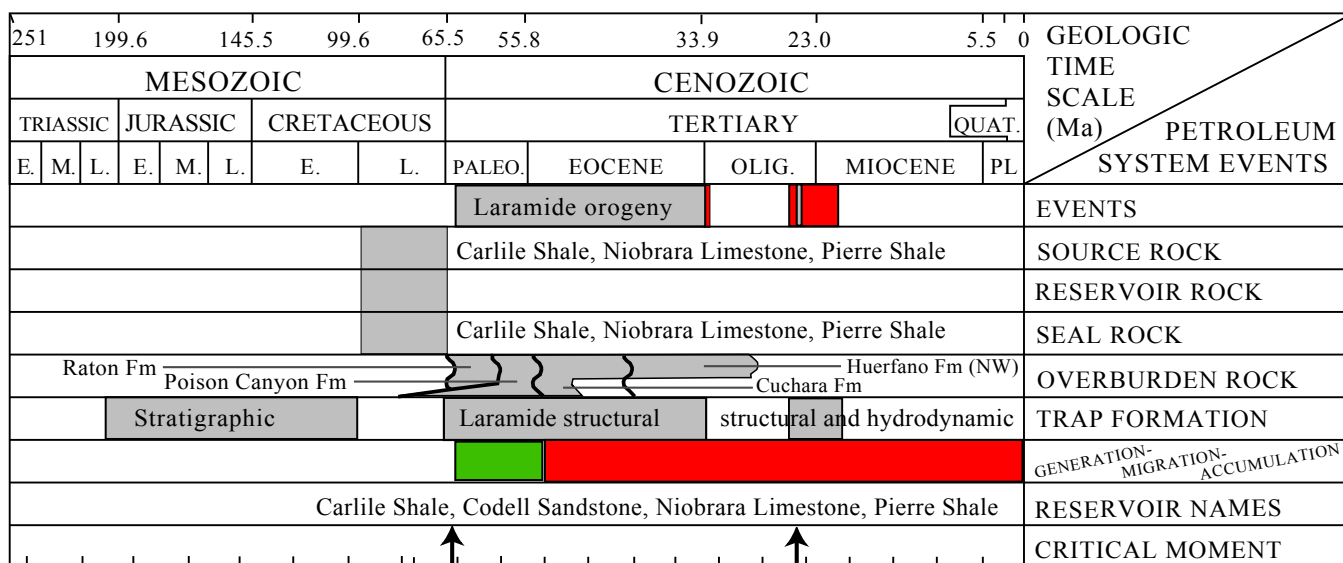 251 199.6 145.5 99.6 65.5 55.8 33.9 23.0 5.5 0
GEOLOGIC
TIME
SCALE
(Ma)
PETROLEUM
SYSTEM EVENTS
MESOZOIC CENOZOIC
TRIASSIC JURASSIC CRETACEOUS TERTIARY QUAT.
E. M. L. E. M. L. E. L. PALEO. EOCENE OLIG. MIOCENE PL
Laramide orogeny EVENTS
Carlile Shale, Niobrara Limestone, Pierre Shale SOURCE ROCK
RESERVOIR ROCK
Carlile Shale, Niobrara Limestone, Pierre Shale SEAL ROCK
Raton Fm Huerfano Fm (NW)
Poison Canyon Fm Cuchara Fm OVERBURDEN ROCK
Stratigraphic Laramide structural structural and hydrodynamic TRAP FORMATION
GENERATION-
MIGRATION-
ACCUMULATION
Carlile Shale, Codell Sandstone, Niobrara Limestone, Pierre Shale RESERVOIR NAMES
CRITICAL MOMENT